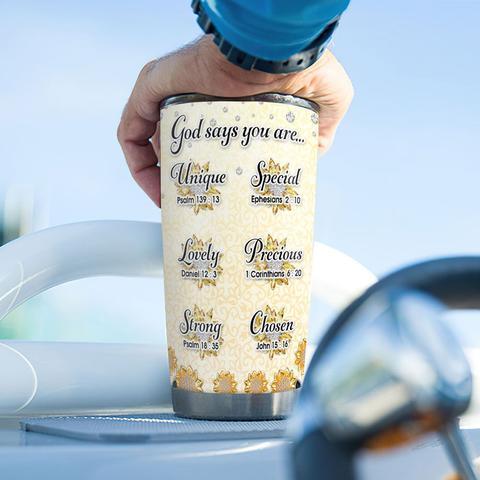 God says you are...
Unique Special
Psalm 139 : 13 Ephesians 2 : 10
Lovely Precious
Daniel 12 : 3 1 Corinthians 6 : 20
Strong Chosen
Psalm 18 : 35 John 15 : 16